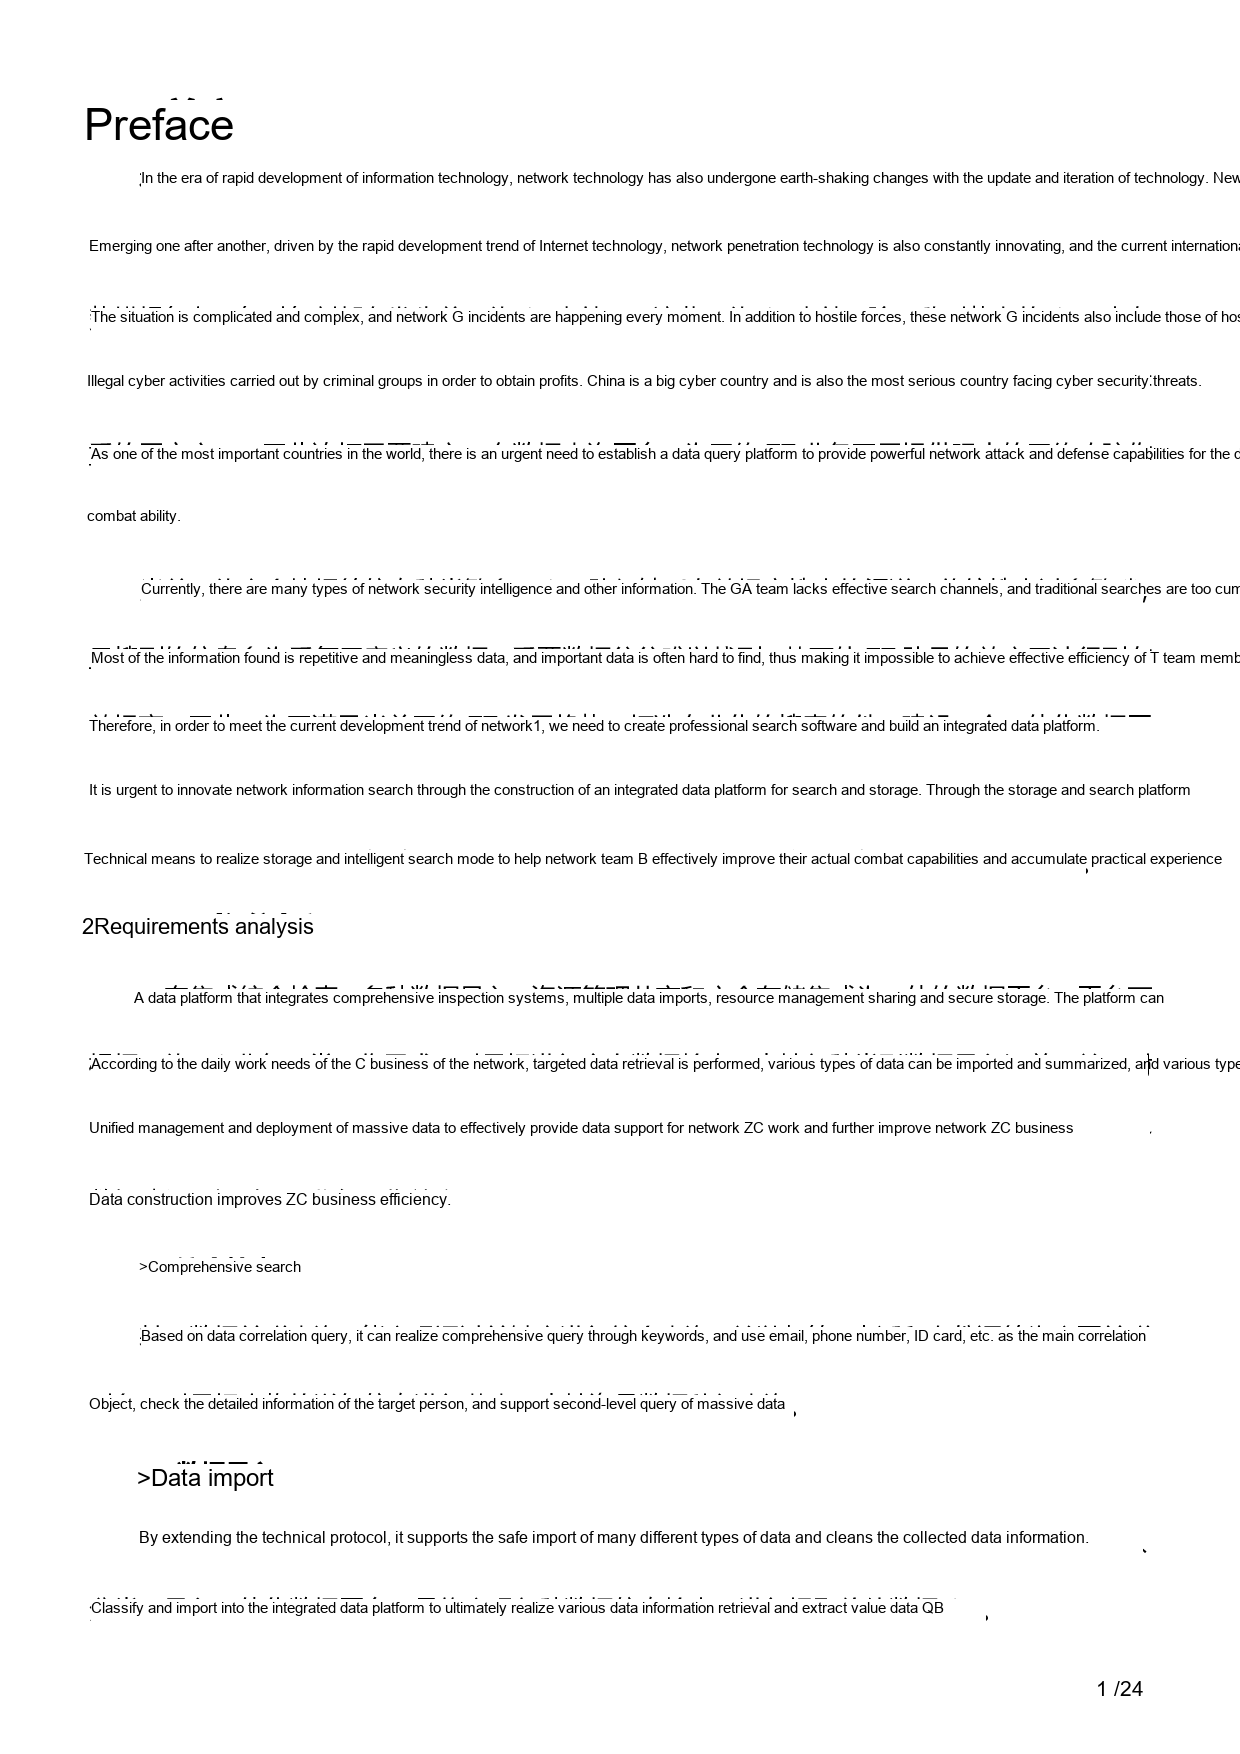 Preface
In the era of rapid development of information technology, network technology has also undergone earth-shaking changes with the update and iteration of technology. New
Emerging one after another, driven by the rapid development trend of Internet technology, network penetration technology is also constantly innovating, and the current
The situation is complicated and complex, and network G incidents are happening every moment. In addition to hostile forces, these network G incidents also include those of
Illegal cyber activities carried out by criminal groups in order to obtain profits. China is a big cyber country and is also the most serious country facing cyber security threats.
As one of the most important countries in the world, there is an urgent need to establish a data query platform to provide powerful network attack and defense capabilities for the
combat ability.
Currently, there are many types of network security intelligence and other information. The GA team lacks effective search channels, and traditional searches are too
Most of the information found is repetitive and meaningless data, and important data is often hard to find, thus making it impossible to achieve effective efficiency of T team
Therefore, in order to meet the current development trend of network1, we need to create professional search software and build an integrated data platform.
It is urgent to innovate network information search through the construction of an integrated data platform for search and storage. Through the storage and search platform
Technical means to realize storage and intelligent search mode to help network team B effectively improve their actual combat capabilities and accumulate practical experience
2Requirements analysis
A data platform that integrates comprehensive inspection systems, multiple data imports, resource management sharing and secure storage. The platform can
According to the daily work needs of the C business of the network, targeted data retrieval is performed, various types of data can be imported and summarized, and various
Unified management and deployment of massive data to effectively provide data support for network ZC work and further improve network ZC business
Data construction improves ZC business efficiency.
>Comprehensive search
Based on data correlation query, it can realize comprehensive query through keywords, and use email, phone number, ID card, etc. as the main correlation
Object, check the detailed information of the target person, and support second-level query of massive data
>Data import
By extending the technical protocol, it supports the safe import of many different types of data and cleans the collected data information.
Classify and import into the integrated data platform to ultimately realize various data information retrieval and extract value data QB
1 /24